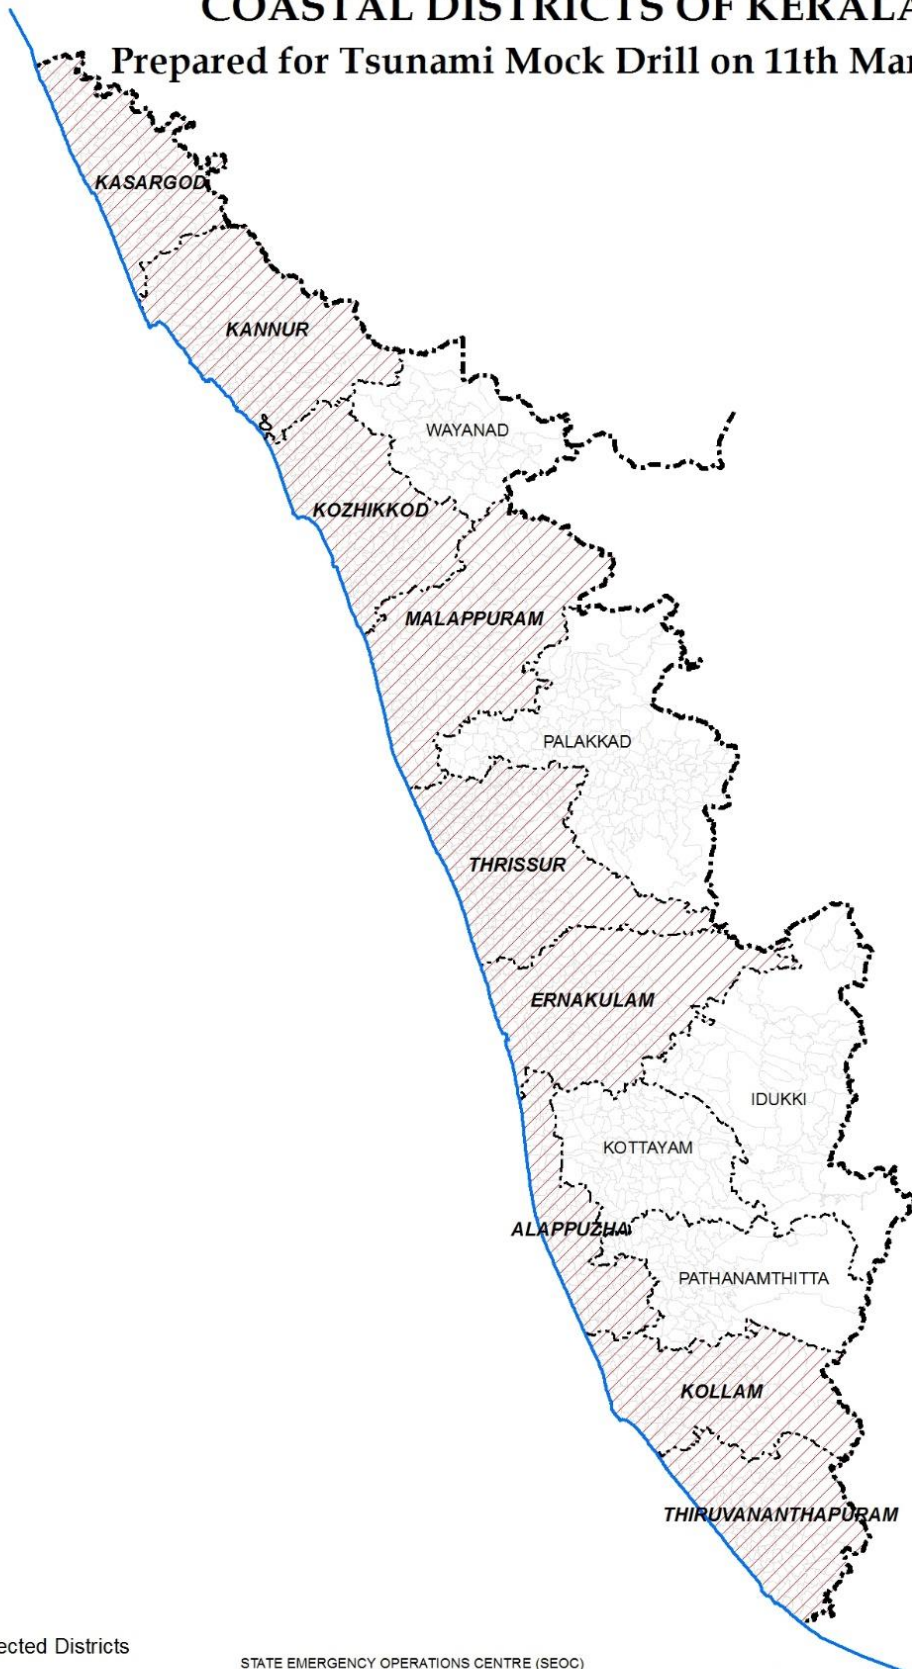 COASTAL DISTRICTS OF KERALA
Prepared for Tsunami Mock Drill on 11th Mar
KASARGOD
KANNUR
WAYANAD
KOZHIKKOD
MALAPPURAM
PALAKKAD
THRISSUR
ERNAKULAM
IDUKKI
KOTTAYAM
ALAPPUZHA
PATHANAMTHITTA
KOLLAM
THIRUVANANTHAPURAM
ected Districts
STATE EMERGENCY OPERATIONS CENTRE (SEOC)